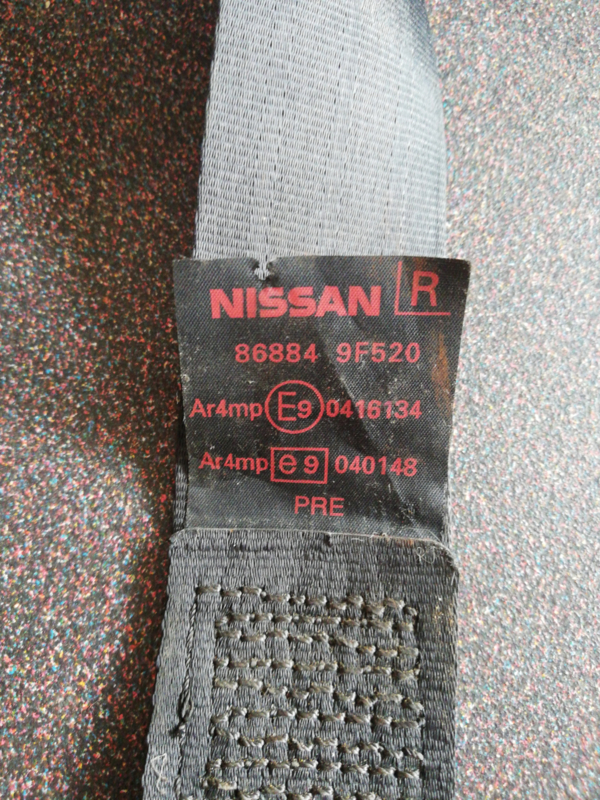 NISSAN R
86884 9F520
Ar4mp E9 0416134
Ar4mp e9 040148
PRE